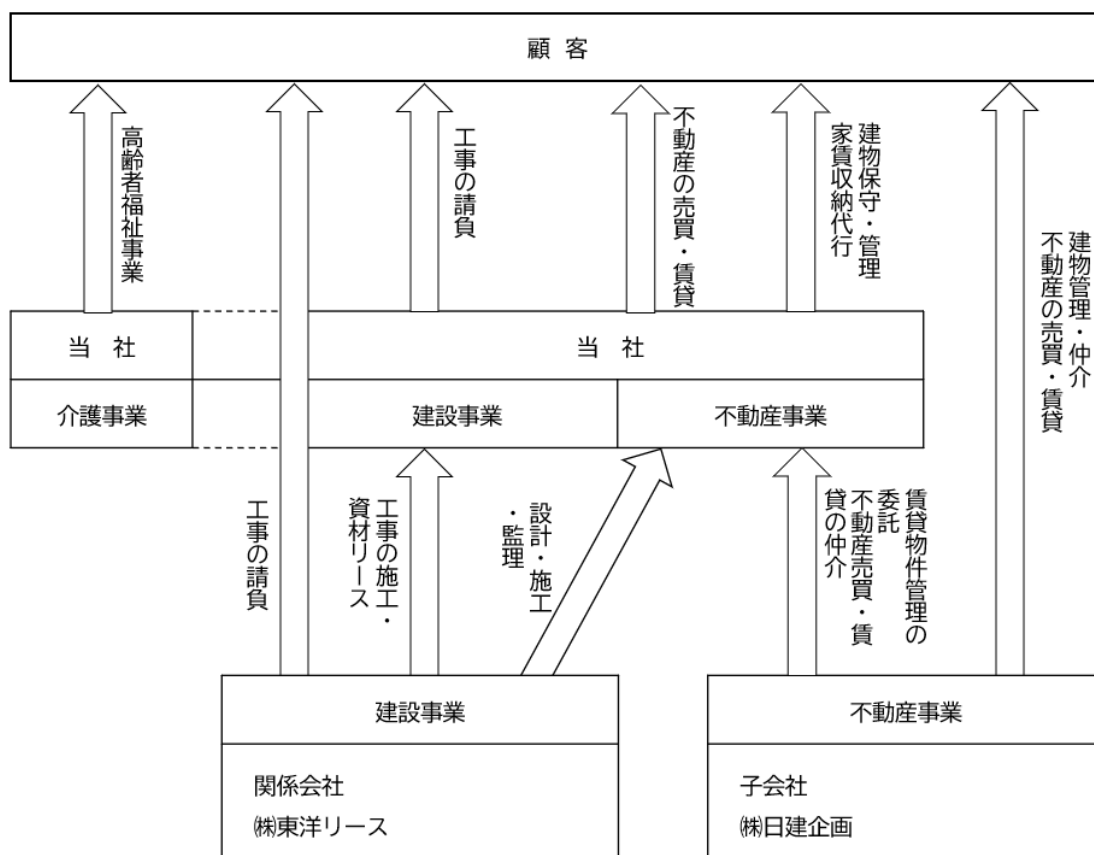 顧 客
高齢者福祉事業
工事の請負
不動産の売買・賃貸
建物保守・管理
家賃収納代行
建物管理・仲介
不動産の売買・賃貸
当 社
当 社
介護事業
建設事業
不動産事業
工事の請負
工事の施工・
資材リース
設計・施工
・監理
賃貸物件管理の
委託
不動産売買・賃
貸の仲介
建設事業
不動産事業
関係会社
㈱東洋リース
子会社
㈱日建企画